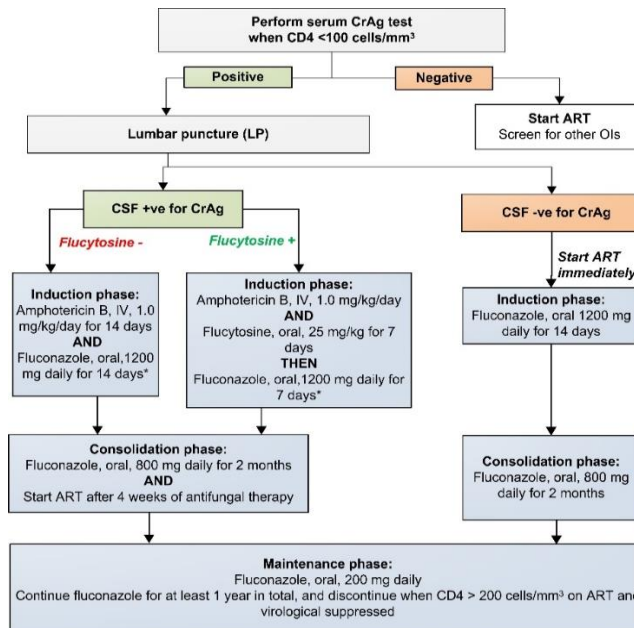 Perform serum CrAg test
when CD4 <100 cells/mm³
Positive
Negative
Start ART
Screen for other OIs
Lumbar puncture (LP)
CSF +ve for CrAg
CSF -ve for CrAg
Flucytosine -
Flucytosine +
Start ART
immediately
Induction phase:
Amphotericin B, IV, 1.0
mg/kg/day for 14 days
AND
Fluconazole, oral,1200
mg daily for 14 days*
Induction phase:
Amphotericin B, IV, 1.0 mg/kg/day
AND
Flucytosine, oral, 25 mg/kg for 7
days
THEN
Fluconazole, oral,1200 mg daily for
7 days*
Induction phase:
Fluconazole, oral 1200 mg
daily for 14 days
Consolidation phase:
Fluconazole, oral, 800 mg daily for 2 months
AND
Start ART after 4 weeks of antifungal therapy
Consolidation phase:
Fluconazole, oral, 800 mg
daily for 2 months
Maintenance phase:
Fluconazole, oral, 200 mg daily
Continue fluconazole for at least 1 year in total, and discontinue when CD4 > 200 cells/mm³ on ART and
virological suppressed